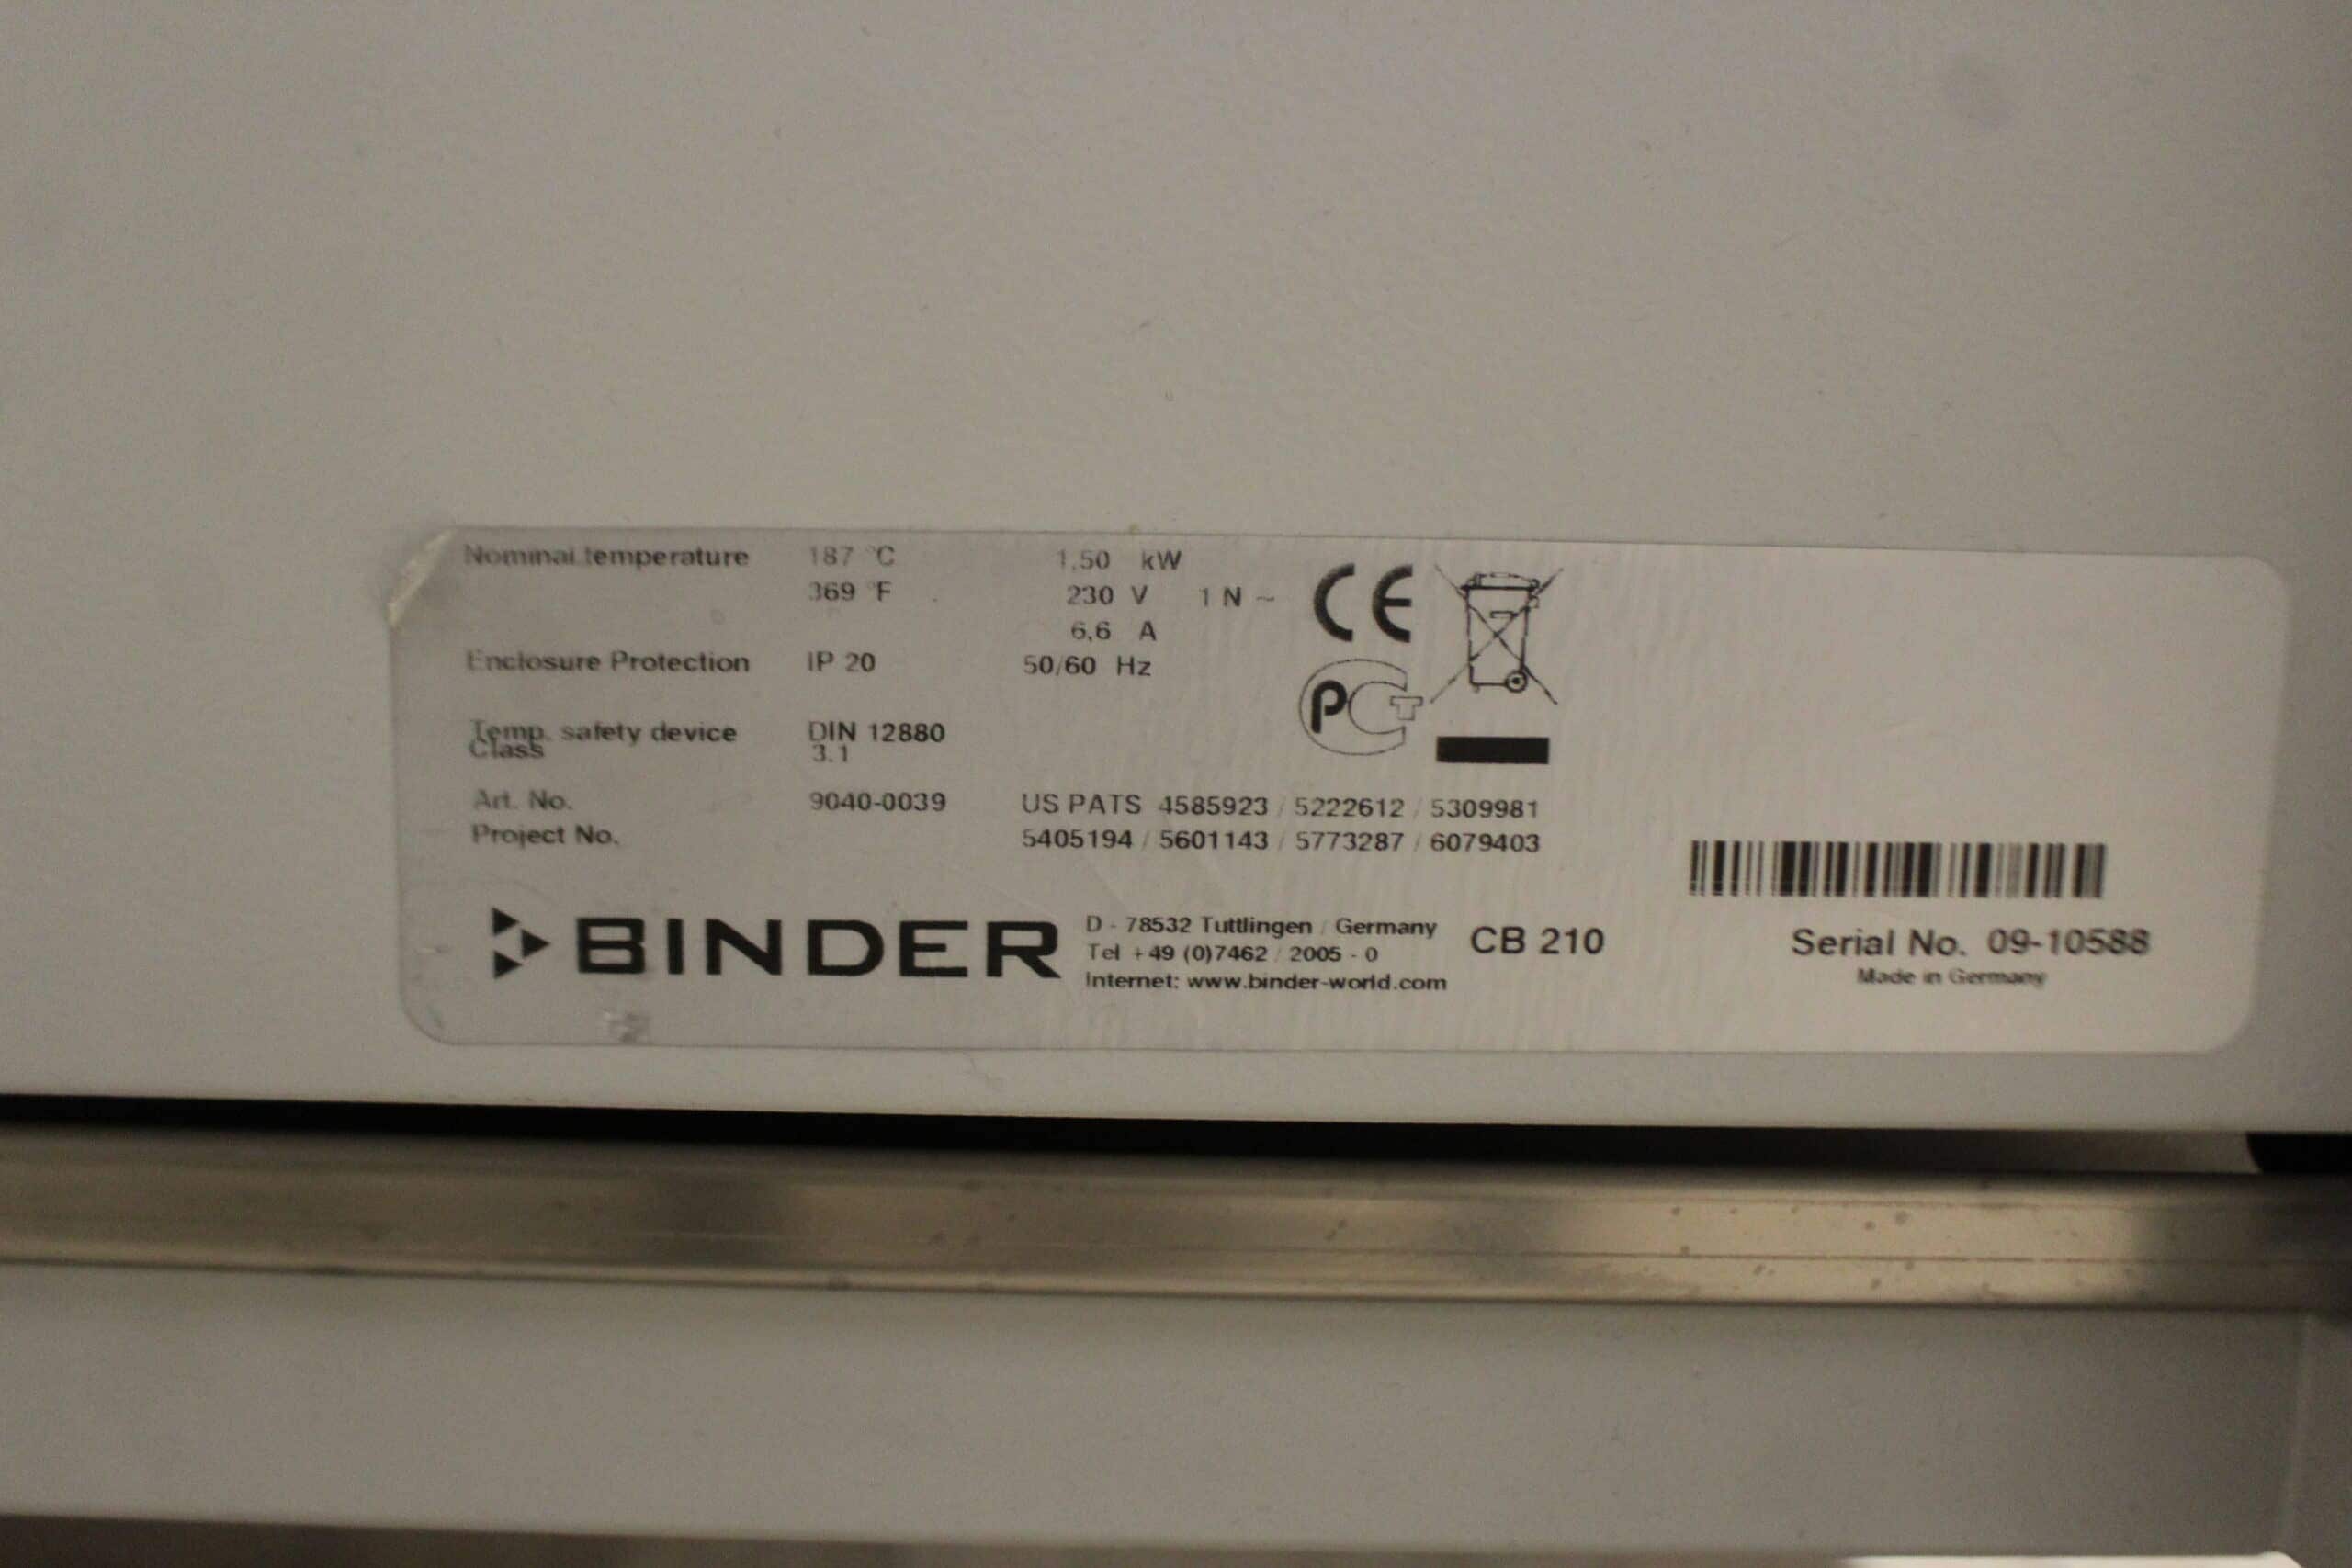 Nominal temperature 187 °C 1,50 kW
369 °F 230 V 1 N ~
6,6 A
Enclosure Protection IP 20 50/60 Hz
Temp. safety device DIN 12880
Class 3.1
Art. No. 9040-0039 US PATS 4585923 / 5222612 / 5309981
Project No. 5405194 / 5601143 / 5773287 / 6079403
CE
BINDER
D - 78532 Tuttlingen / Germany
Tel +49 (0)7462 / 2005 - 0
Internet: www.binder-world.com
CB 210
Serial No. 09-10588
Made in Germany